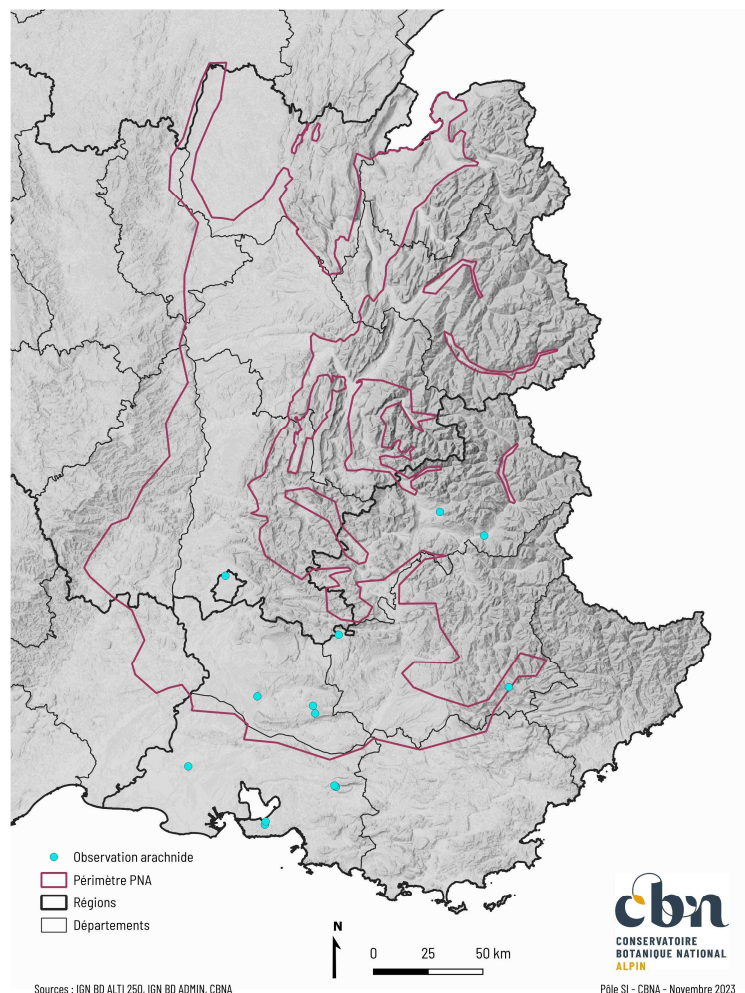 Observation arachnide
Périmètre PNA
Régions
Départements
N
0 25 50 km
cbn
CONSERVATOIRE
BOTANIQUE NATIONAL
ALPIN
Sources : IGN BD ALTI 250, IGN BD ADMIN, CBNA
Pôle SI - CBNA - Novembre 2023